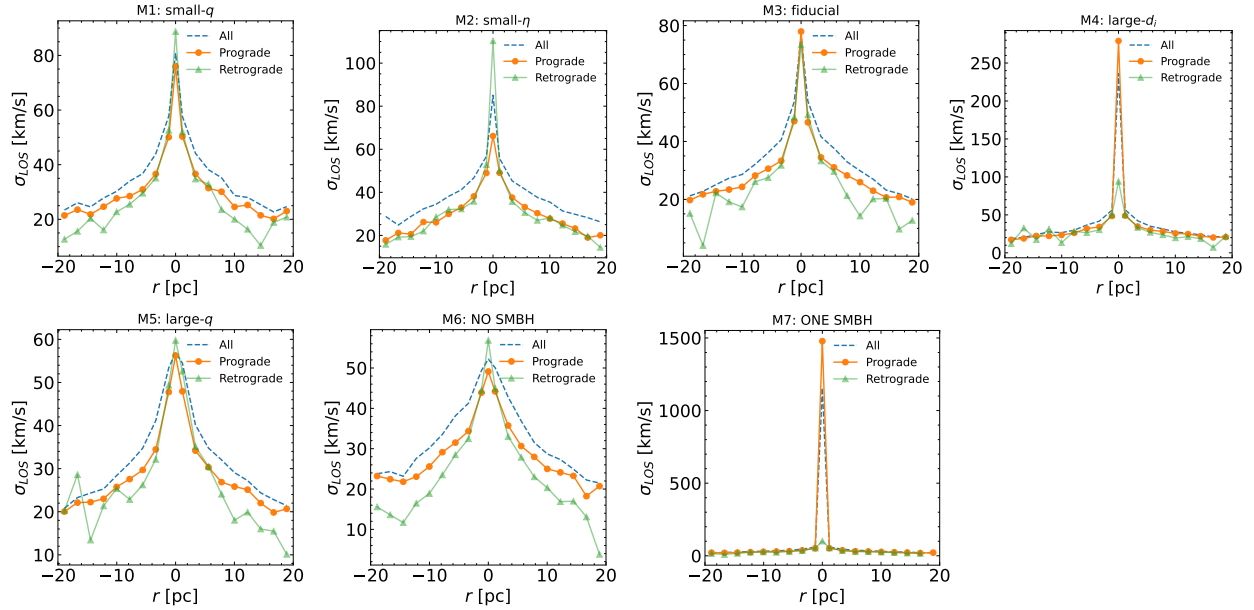 M1: small-q
80
60
40
20
σLOS [km/s]
All
Prograde
Retrograde
−20 −10 0 10 20
r [pc]
M2: small-η
100
80
60
40
20
σLOS [km/s]
All
Prograde
Retrograde
−20 −10 0 10 20
r [pc]
M3: fiducial
80
60
40
20
σLOS [km/s]
All
Prograde
Retrograde
−20 −10 0 10 20
r [pc]
M4: large-di
250
200
150
100
50
0
σLOS [km/s]
All
Prograde
Retrograde
−20 −10 0 10 20
r [pc]
M5: large-q
60
50
40
30
20
10
σLOS [km/s]
All
Prograde
Retrograde
−20 −10 0 10 20
r [pc]
M6: NO SMBH
50
40
30
20
10
σLOS [km/s]
All
Prograde
Retrograde
−20 −10 0 10 20
r [pc]
M7: ONE SMBH
1500
1000
500
0
σLOS [km/s]
All
Prograde
Retrograde
−20 −10 0 10 20
r [pc]